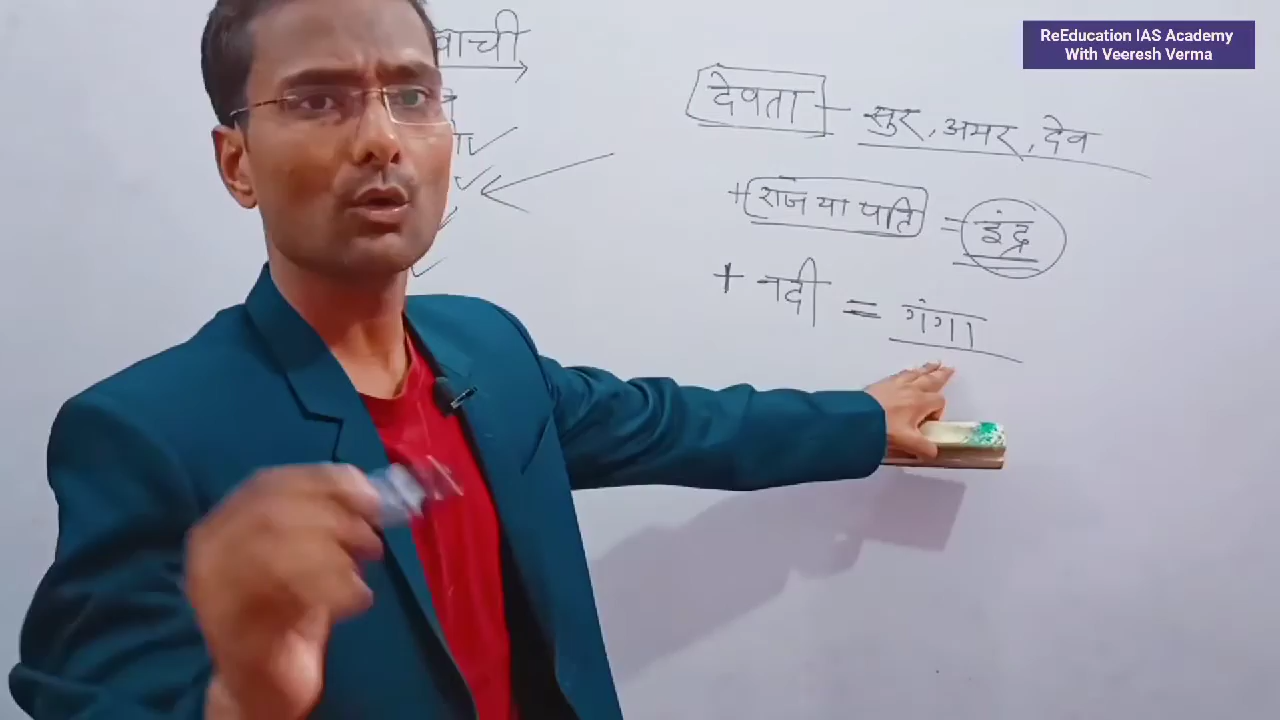 ReEducation IAS Academy
With Veeresh Verma
वाची
देवता - सुर, अमर, देव
+ राज या पति = इंद्र
+ नदी = गंगा